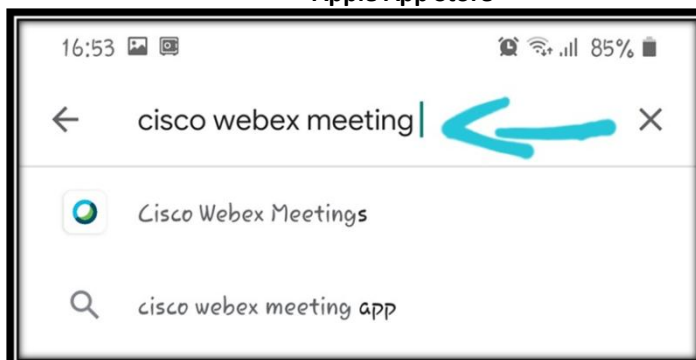 Apple App Store
16:53 85%
cisco webex meeting
Cisco Webex Meetings
cisco webex meeting app